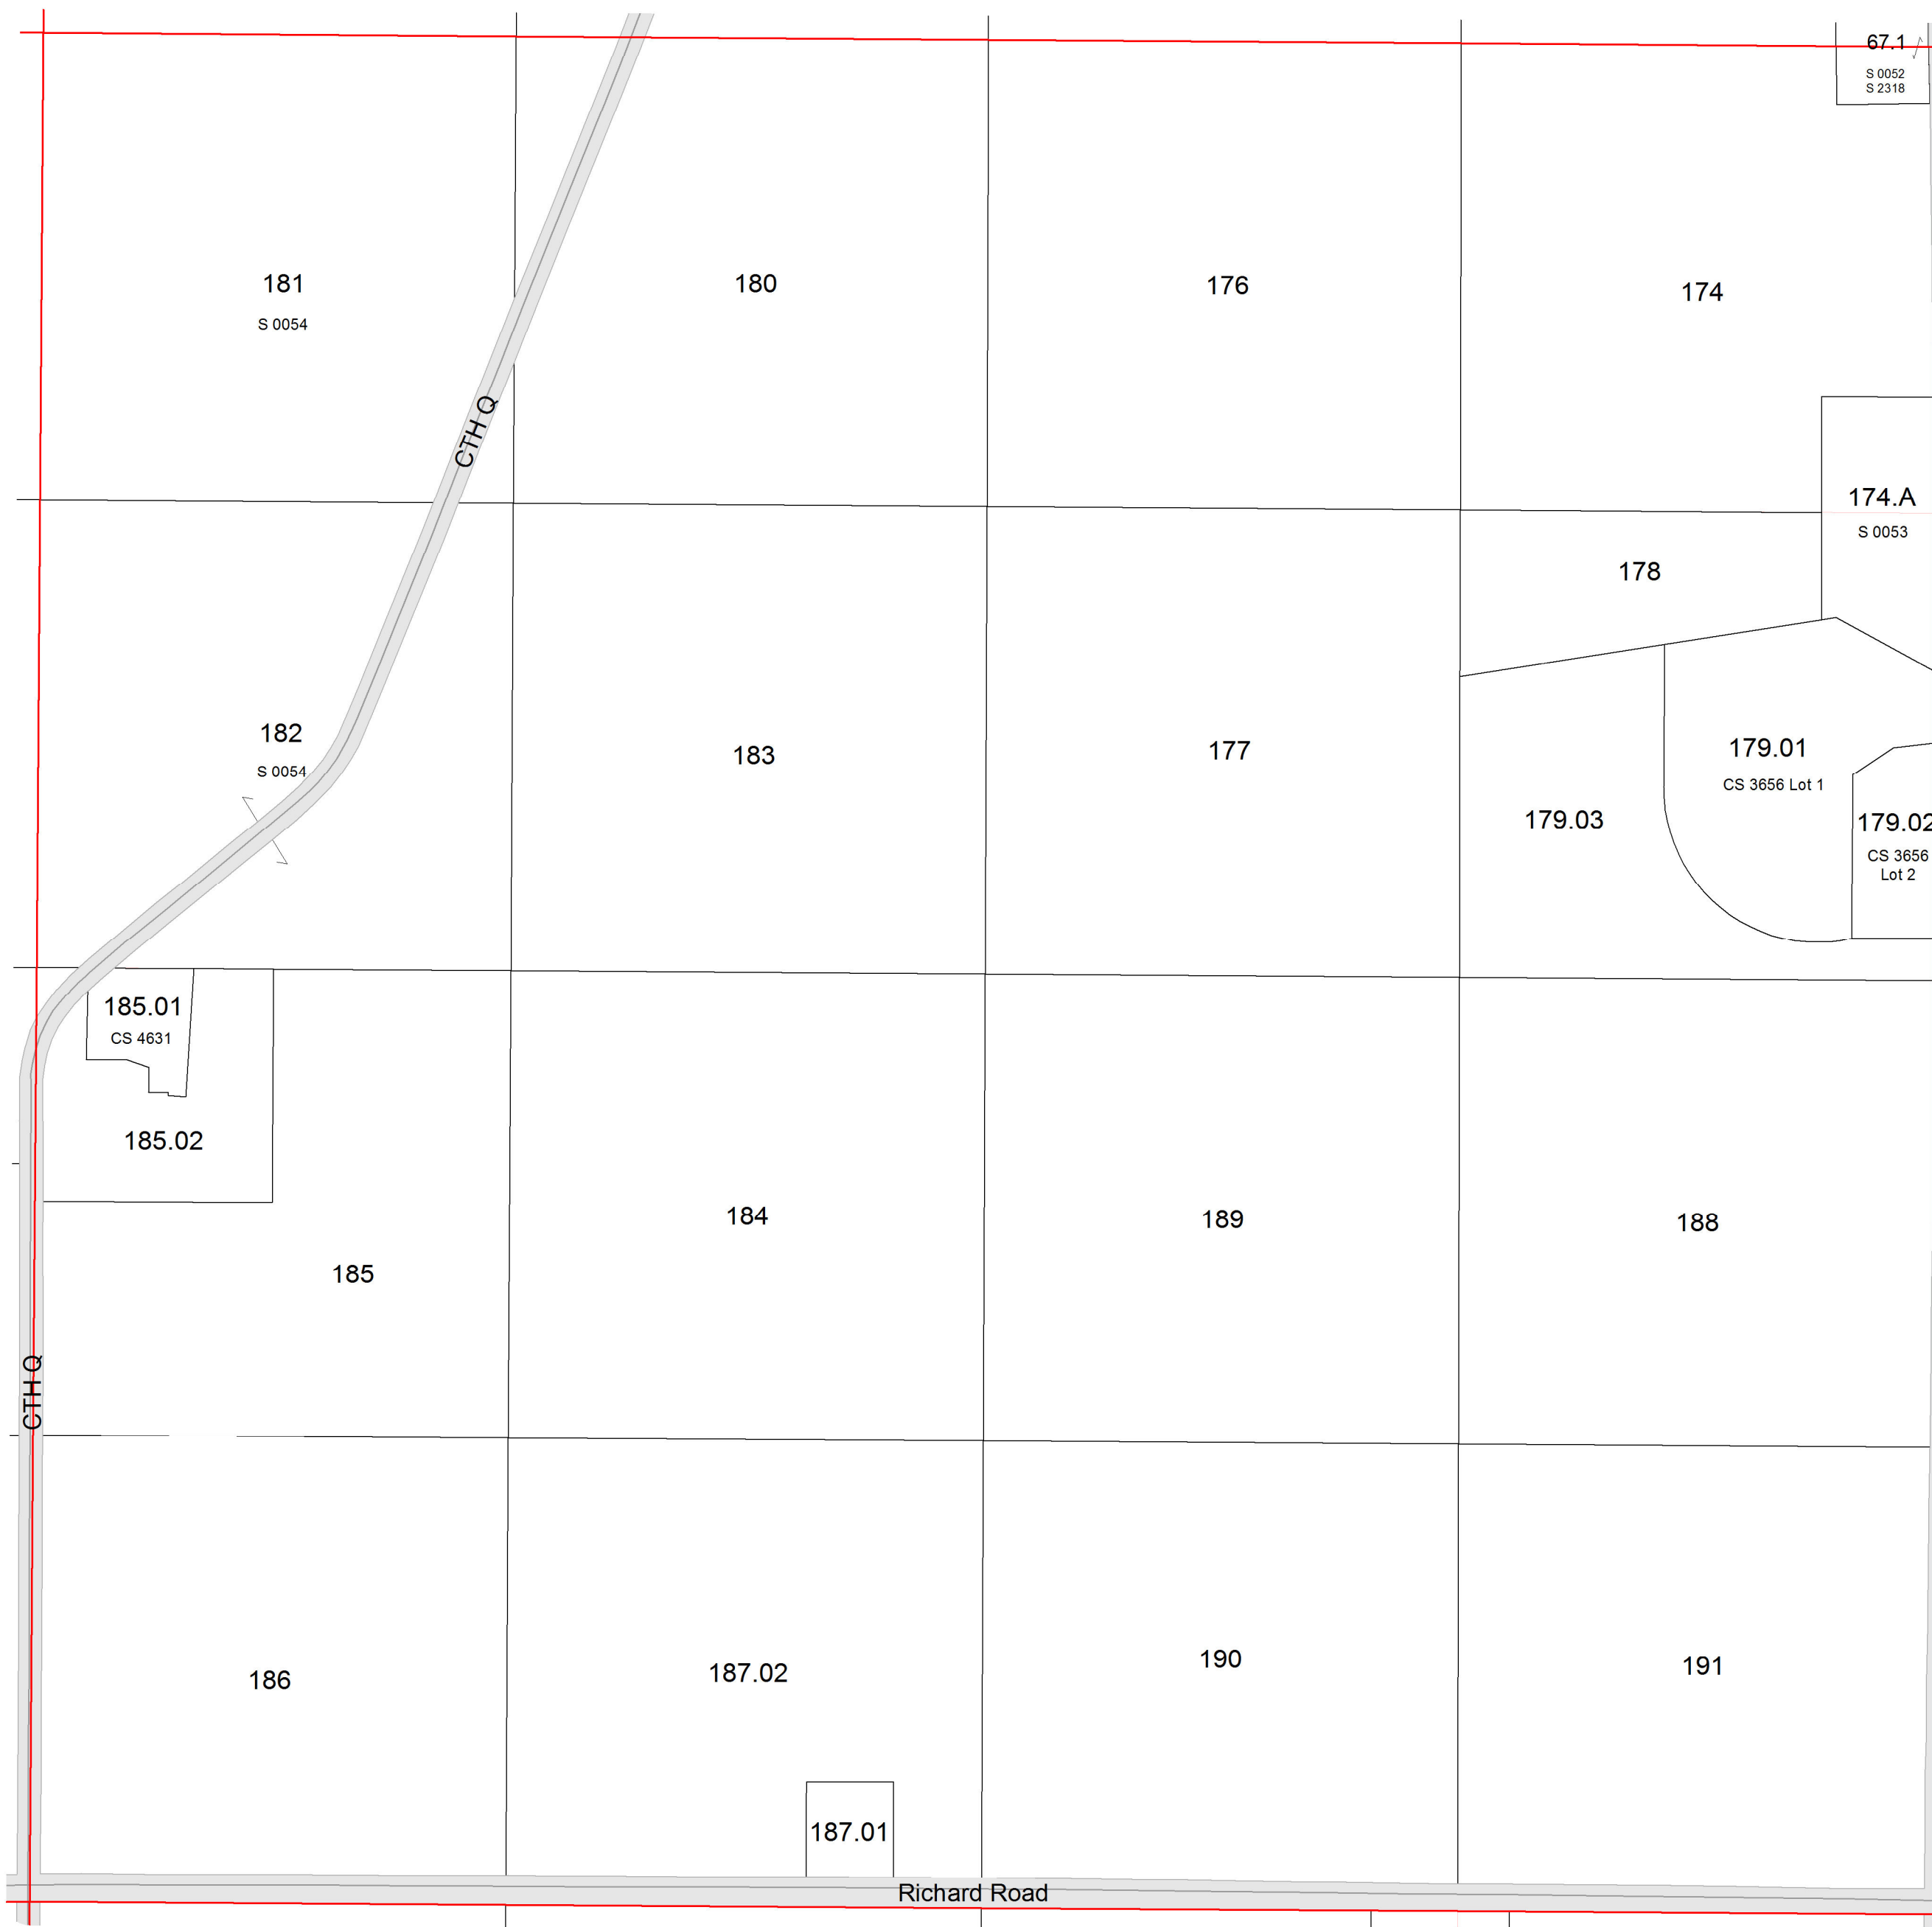 67.1
S 0052
S 2318
181
S 0054
180
176
174
CTH Q
174.A
S 0053
178
182
S 0054
183
177
179.01
CS 3656 Lot 1
179.03
179.02
CS 3656
Lot 2
185.01
CS 4631
185.02
184
189
188
185
CTH Q
186
187.02
190
191
187.01
Richard Road